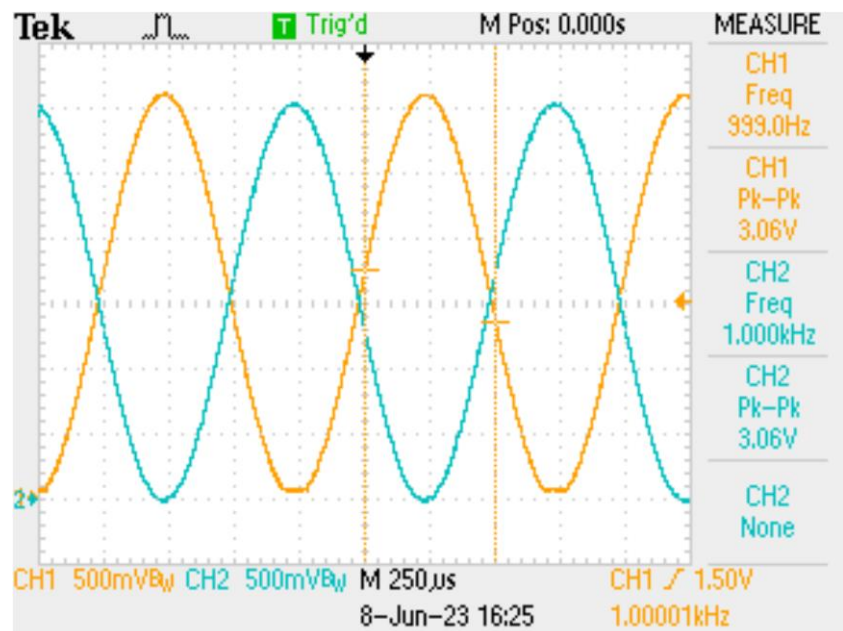 Tek T Trig'd M Pos: 0.000s MEASURE
CH1
Freq
999.0Hz
CH1
Pk-Pk
3.06V
CH2
Freq
1.000kHz
CH2
Pk-Pk
3.06V
CH2
None
2
CH1 500mVBw CH2 500mVBw M 250µs CH1 1.50V
8-Jun-23 16:25 1.00001kHz